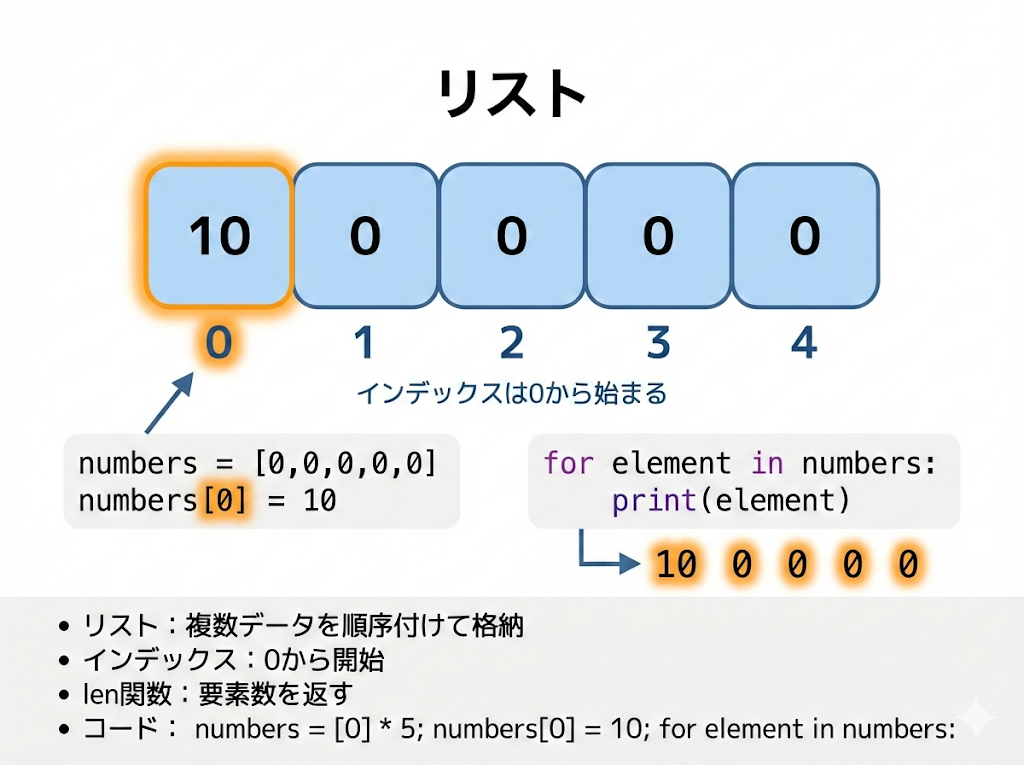 リスト
10 0 0 0 0
0 1 2 3 4
インデックスは0から始まる
numbers = [0,0,0,0,0]
numbers[0] = 10
for element in numbers:
    print(element)
10 0 0 0 0
• リスト：複数データを順序付けて格納
• インデックス：0から開始
• len関数：要素数を返す
• コード： numbers = [0] * 5; numbers[0] = 10; for element in numbers: